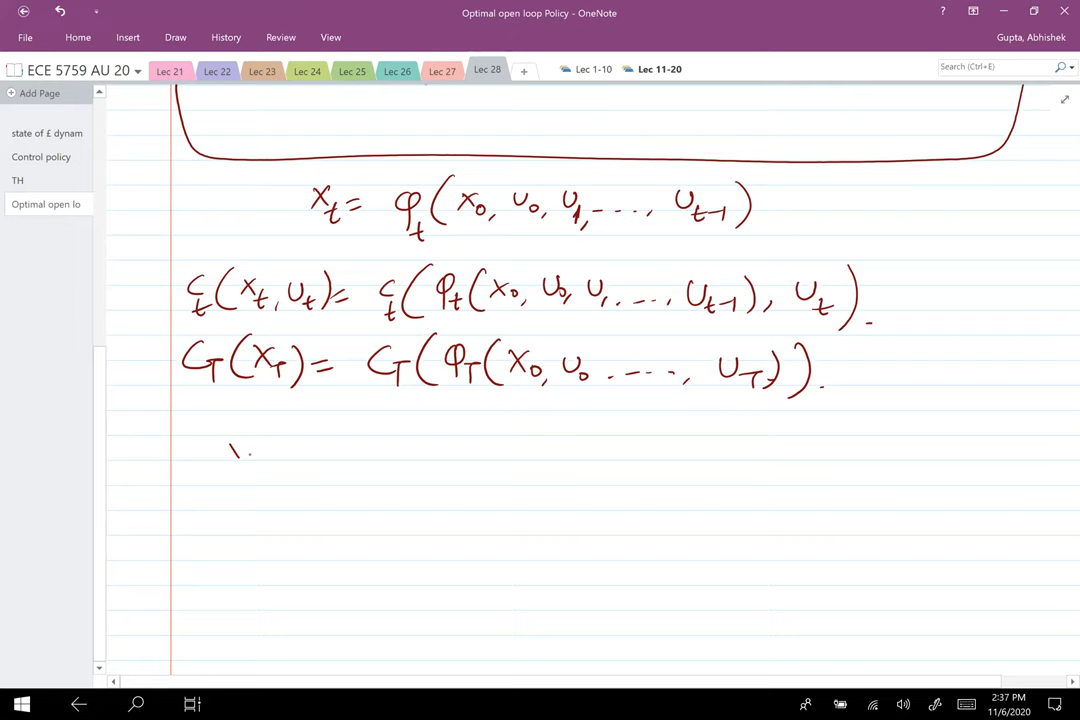 Optimal open loop Policy - OneNote
?
File Home Insert Draw History Review View
Gupta, Abhishek
ECE 5759 AU 20
Lec 21 Lec 22 Lec 23 Lec 24 Lec 25 Lec 26 Lec 27 Lec 28 + Lec 1-10 Lec 11-20
Search (Ctrl+E)
Add Page
state of £ dynam
Control policy
TH
Optimal open lo
x_t = φ_t(x_0, u_0, u_1, ..., u_{t-1})
c_t(x_t, u_t) = c_t(φ_t(x_0, u_0, u_1, ..., u_{t-1}), u_t).
C_T(x_T) = C_T(φ_T(x_0, u_0 ....., u_{T-1})).
2:37 PM
11/6/2020